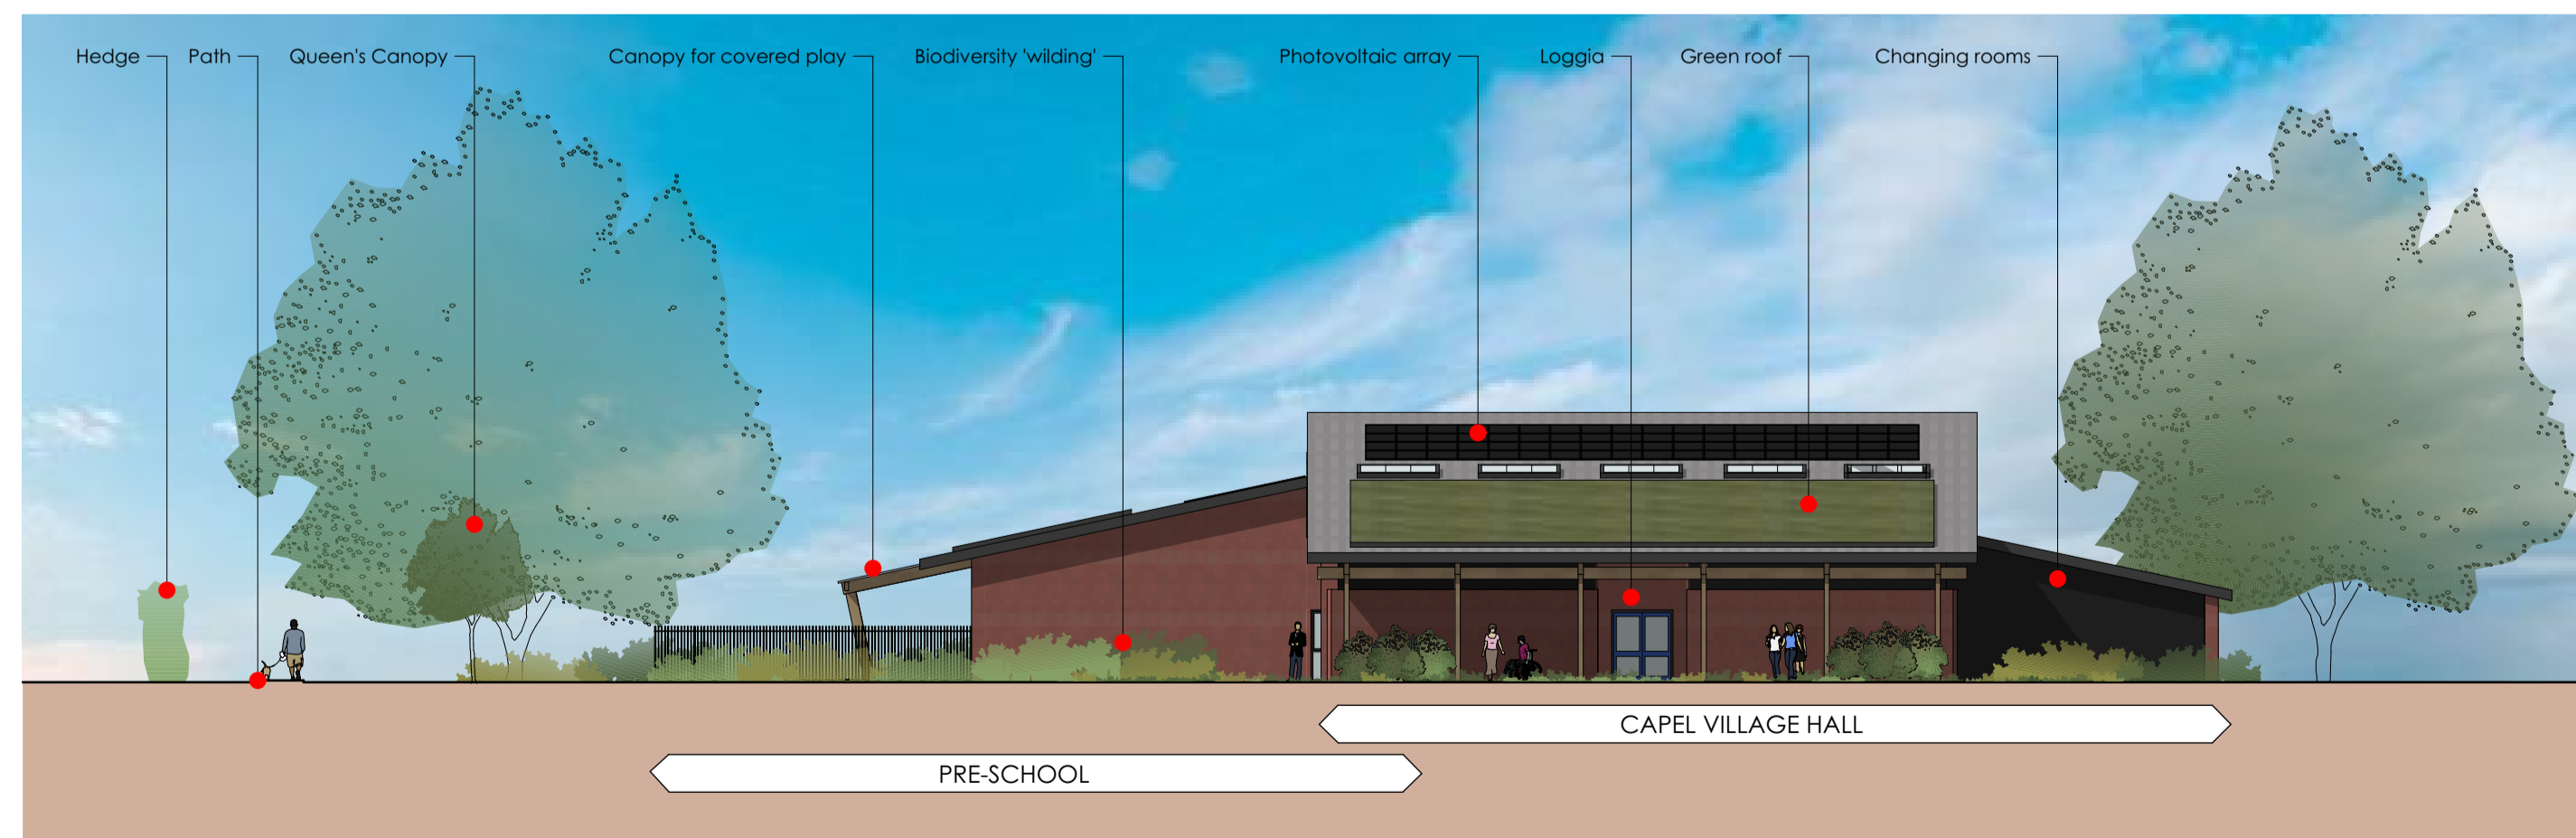 Hedge
Path
Queen's Canopy
Canopy for covered play
Biodiversity 'wilding'
Photovoltaic array
Loggia
Green roof
Changing rooms
CAPEL VILLAGE HALL
PRE-SCHOOL